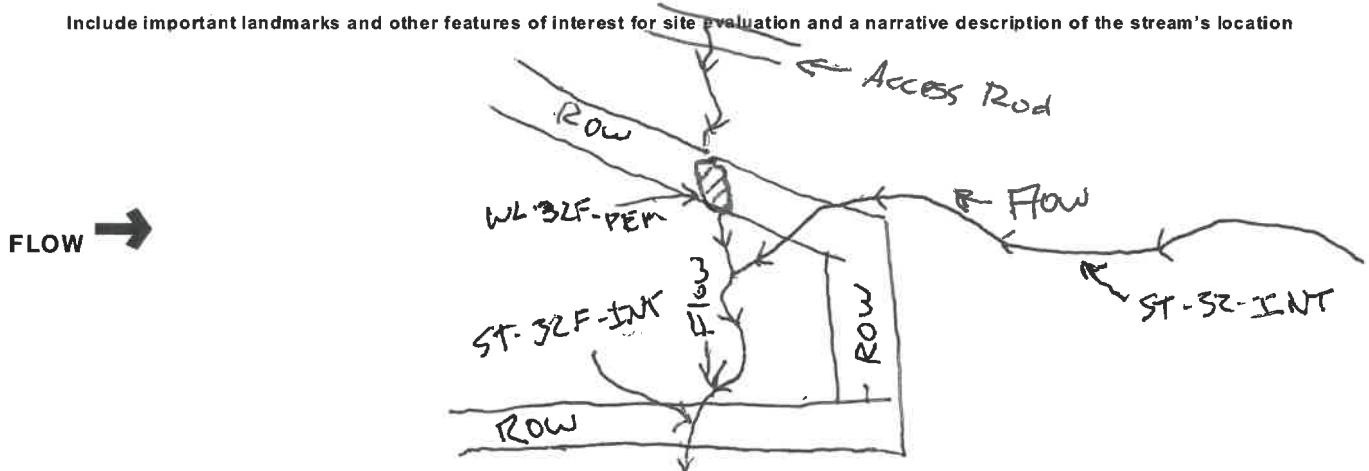 Include important landmarks and other features of interest for site evaluation and a narrative description of the stream's location
Access Rod
ROW
Flow
WL-32F-PEM
FLOW
ST-32-INT
Flow
ST-32F-INT
ROW
ROW